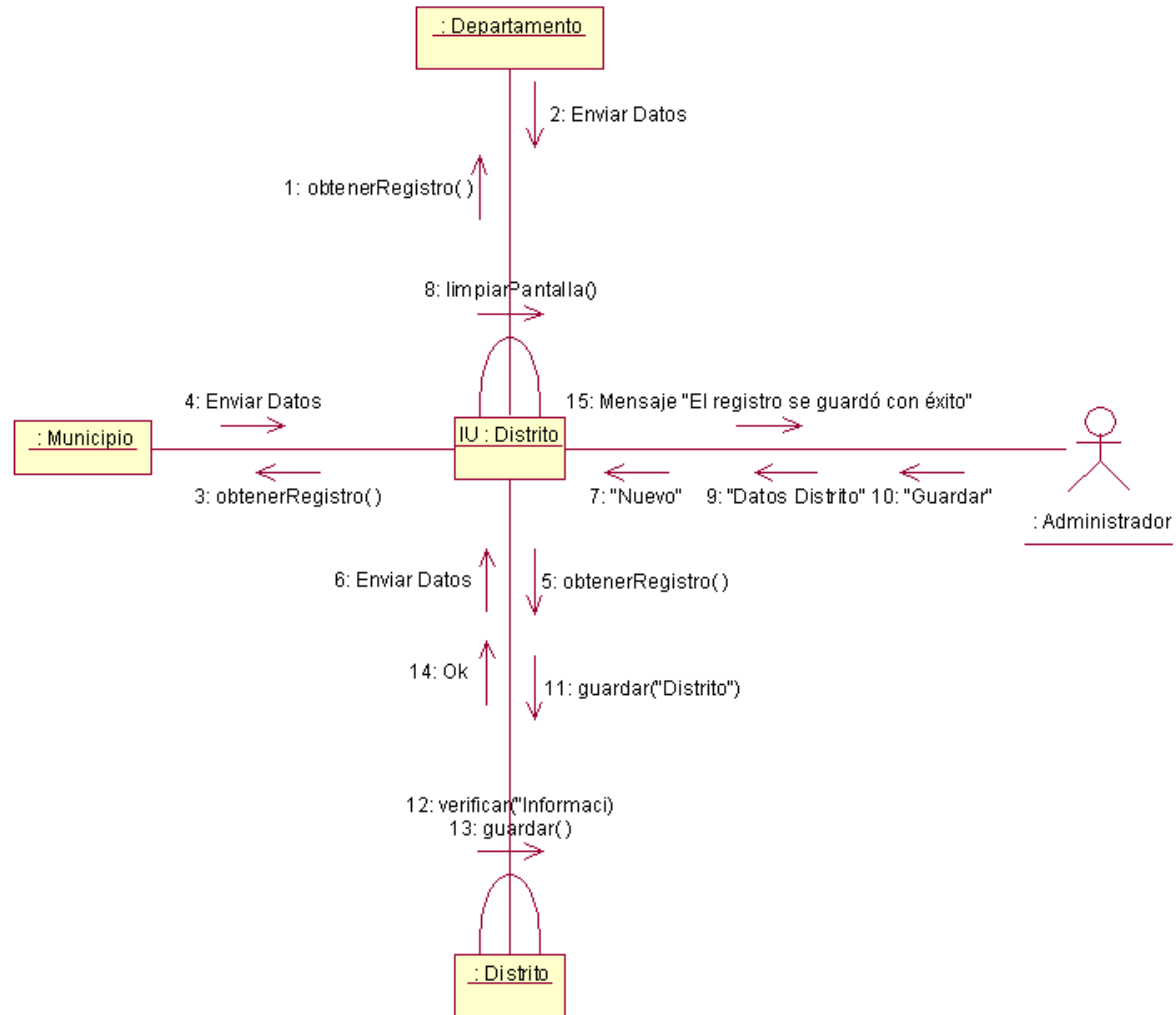 : Departamento
2: Enviar Datos
1: obtenerRegistro( )
8: limpiarPantalla()
4: Enviar Datos
15: Mensaje "El registro se guardó con éxito"
: Municipio
IU : Distrito
3: obtenerRegistro( )
7: "Nuevo"
9: "Datos Distrito"
10: "Guardar"
: Administrador
6: Enviar Datos
5: obtenerRegistro( )
14: Ok
11: guardar("Distrito")
12: verificar("Informaci)
13: guardar( )
: Distrito